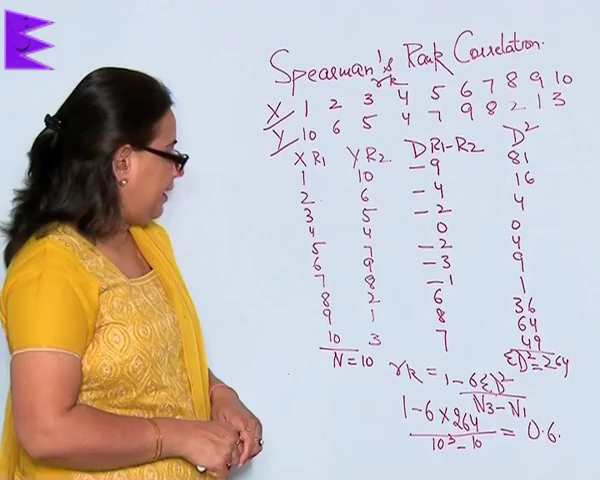 Spearman's Rank Correlation.
rk
X 1 2 3 4 5 6 7 8 9 10
Y 10 6 5 4 7 9 8 2 1 3
X R1 Y R2 D R1-R2 D²
1 10 -9 81
2 6 -4 16
3 5 -2 4
4 4 0 0
5 7 -2 4
6 9 -3 9
7 8 -1 1
8 2 6 36
9 1 8 64
10 3 7 49
N=10 ΣD²=264
rk = 1-6ΣD²
N3-N1
1-6×264
10³-10 = 0.6.